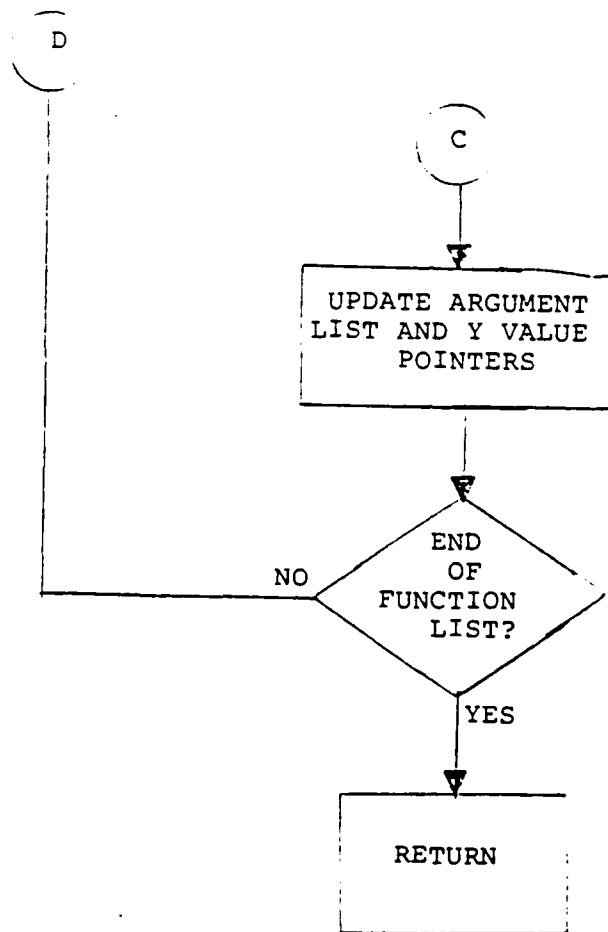 D
C
UPDATE ARGUMENT
LIST AND Y VALUE
POINTERS
END
OF
FUNCTION
LIST?
NO
YES
RETURN